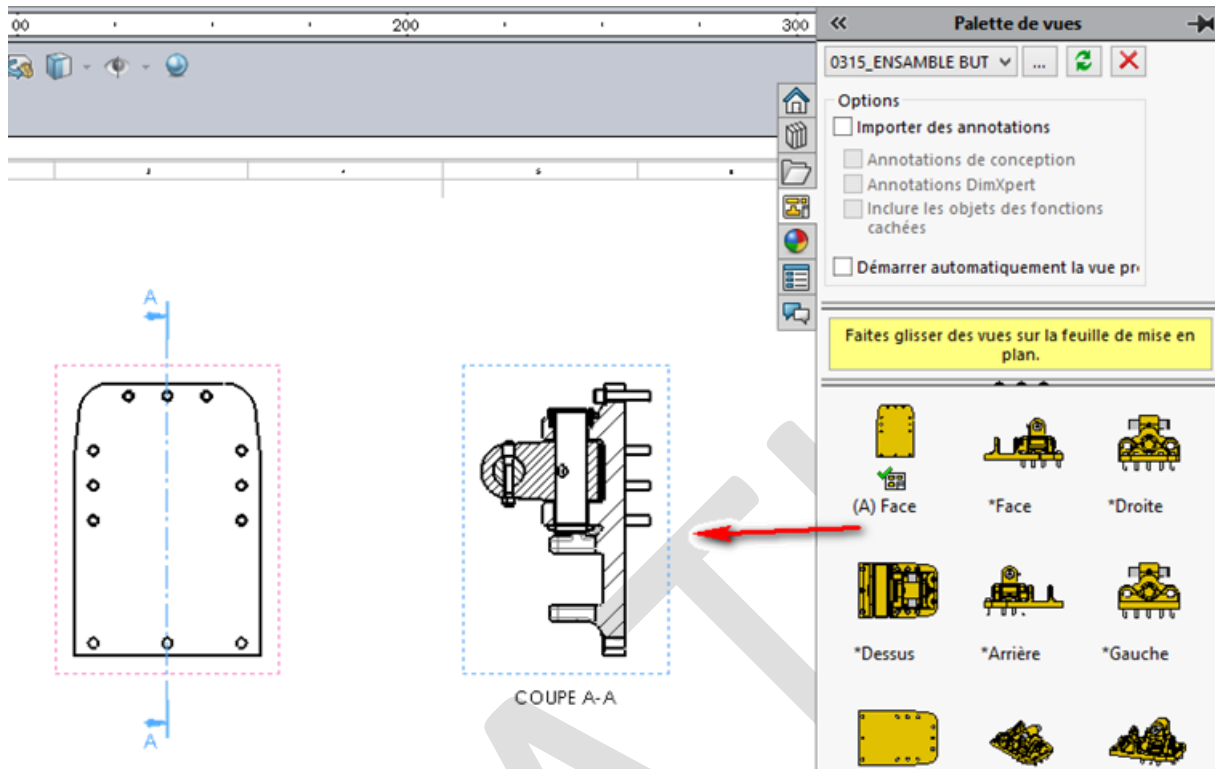 00
200
300
Palette de vues
0315_ENSAMBLE BUT
...
Options
Importer des annotations
Annotations de conception
Annotations DimXpert
Inclure les objets des fonctions
cachées
Démarrer automatiquement la vue pr
Faites glisser des vues sur la feuille de mise en
plan.
A
A
COUPE A-A
(A) Face
*Face
*Droite
*Dessus
*Arrière
*Gauche